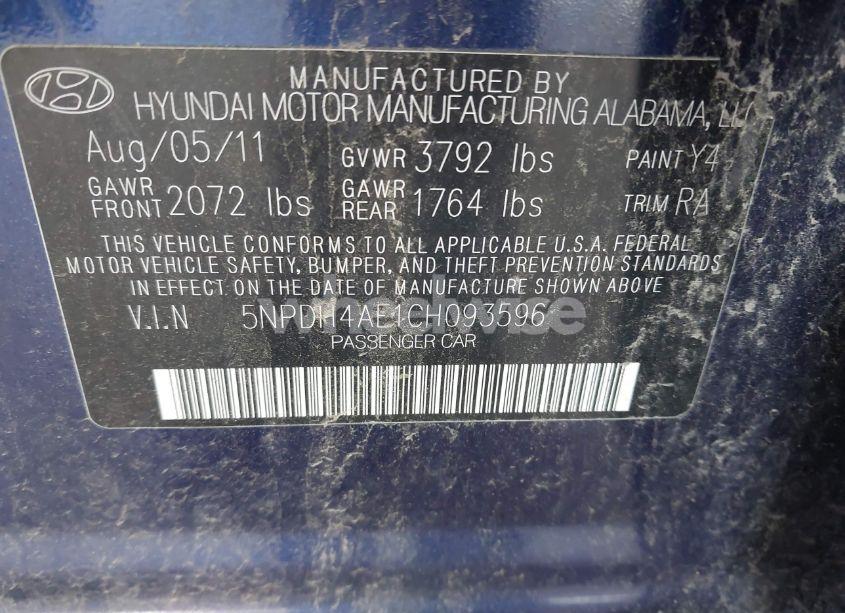 MANUFACTURED BY
HYUNDAI MOTOR MANUFACTURING ALABAMA, LLC
Aug/05/11 GVWR 3792 lbs PAINT Y4
GAWR FRONT 2072 lbs GAWR REAR 1764 lbs TRIM RA
THIS VEHICLE CONFORMS TO ALL APPLICABLE U.S.A. FEDERAL
MOTOR VEHICLE SAFETY, BUMPER, AND THEFT PREVENTION STANDARDS
IN EFFECT ON THE DATE OF MANUFACTURE SHOWN ABOVE
V.I.N 5NPDH4AE1CH093596
wheelwise
PASSENGER CAR